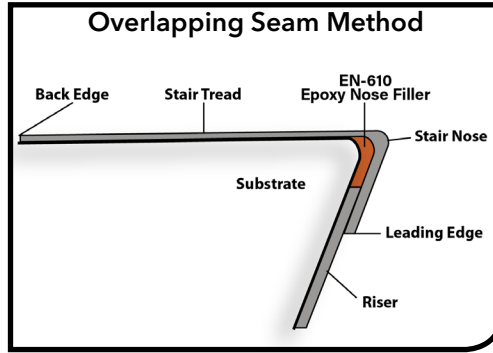 Overlapping Seam Method
EN-610
Epoxy Nose Filler
Back Edge
Stair Tread
Stair Nose
Substrate
Leading Edge
Riser